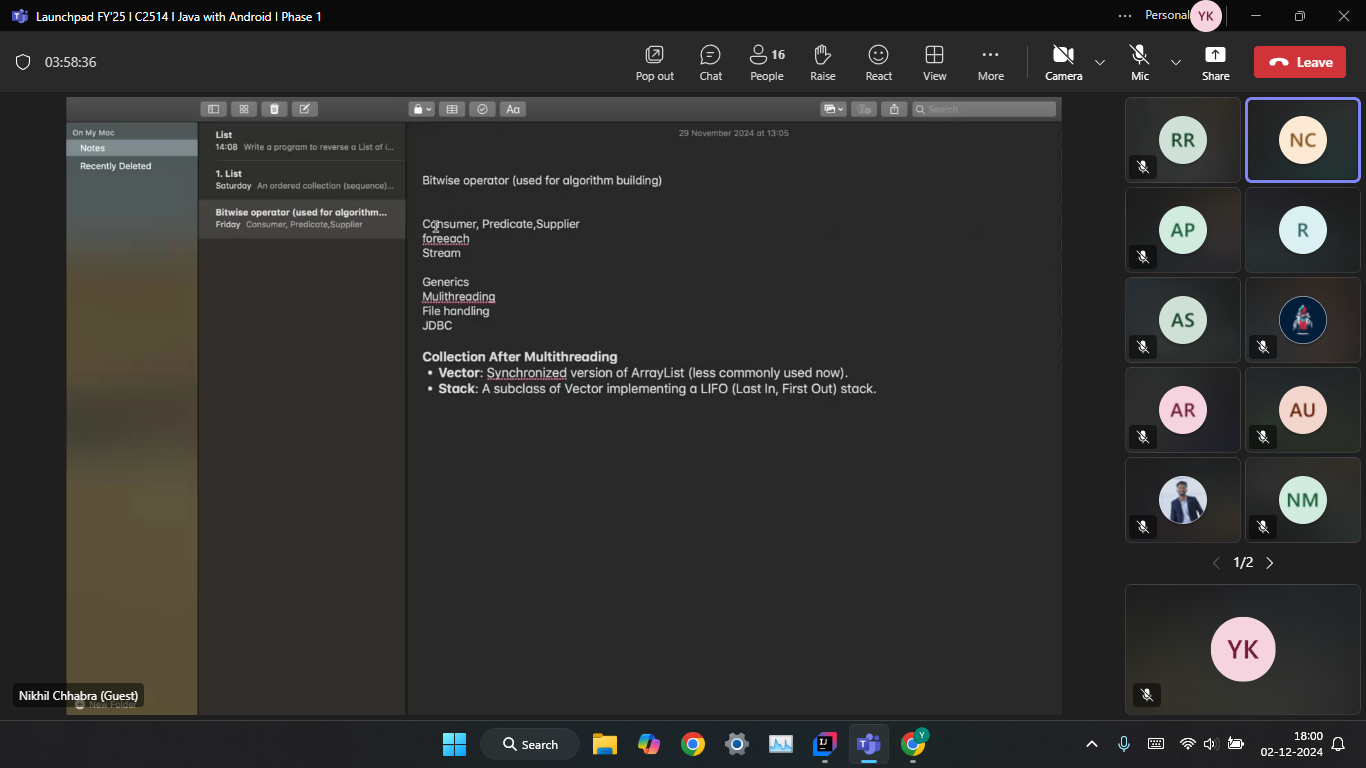 Launchpad FY'25 | C2514 | Java with Android | Phase 1
Personal
YK
03:58:36
Pop out
Chat
16
People
Raise
React
View
More
Camera
Mic
Share
Leave
Aa
Search
On My Mac
Notes
Recently Deleted
List
14:08 Write a program to reverse a List of i...
1. List
Saturday An ordered collection (sequence)...
Bitwise operator (used for algorithm...
Friday Consumer, Predicate,Supplier
29 November 2024 at 13:05
Bitwise operator (used for algorithm building)
Consumer, Predicate,Supplier
foreeach
Stream
Generics
Mulithreading
File handling
JDBC
Collection After Multithreading
• Vector: Synchronized version of ArrayList (less commonly used now).
• Stack: A subclass of Vector implementing a LIFO (Last In, First Out) stack.
Nikhil Chhabra (Guest)
New Folder
RR
NC
AP
R
AS
AR
AU
NM
1/2
YK
Search
Y
18:00
02-12-2024